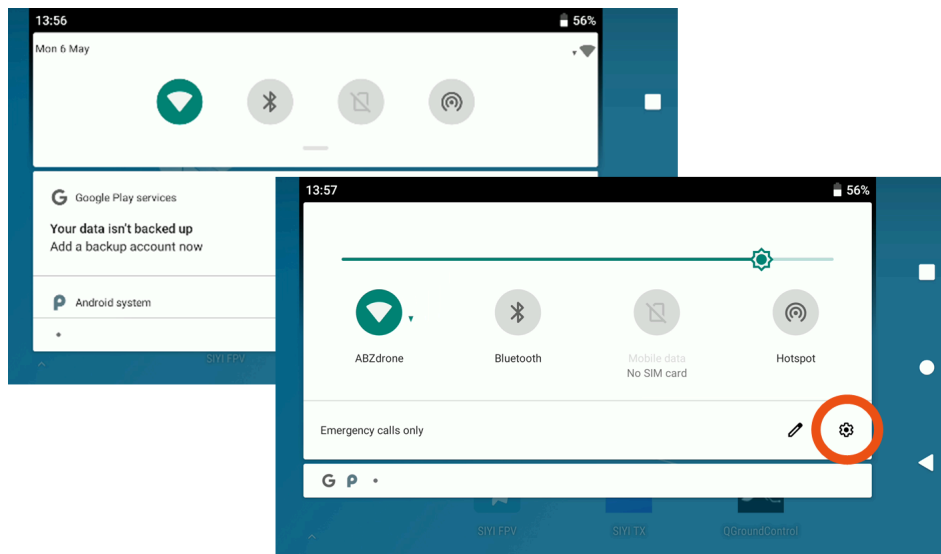 13:56
56%
Mon 6 May
Google Play services
Your data isn't backed up
Add a backup account now
Android system
SIYI FPV
13:57
56%
ABZdrone
Bluetooth
Mobile data
Hotspot
No SIM card
Emergency calls only
SIYI FPV
SIYI TX
QGroundControl